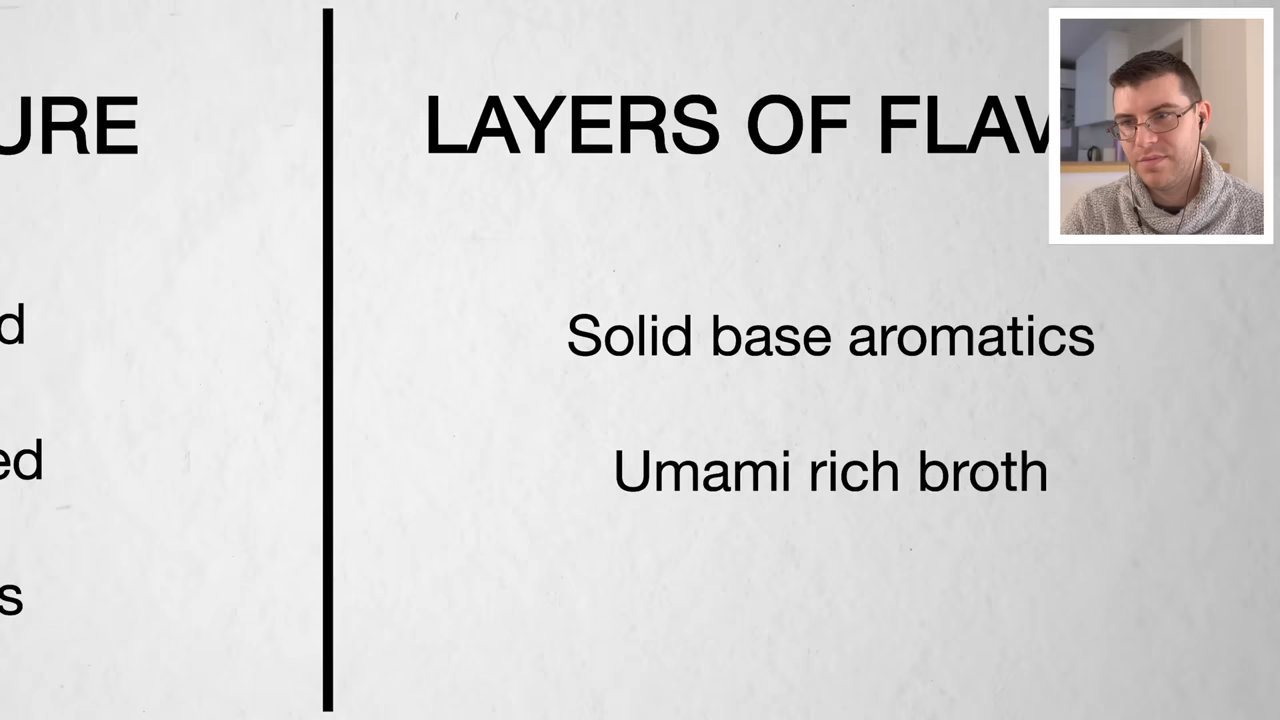 URE
LAYERS OF FLAV
d
Solid base aromatics
ed
Umami rich broth
s